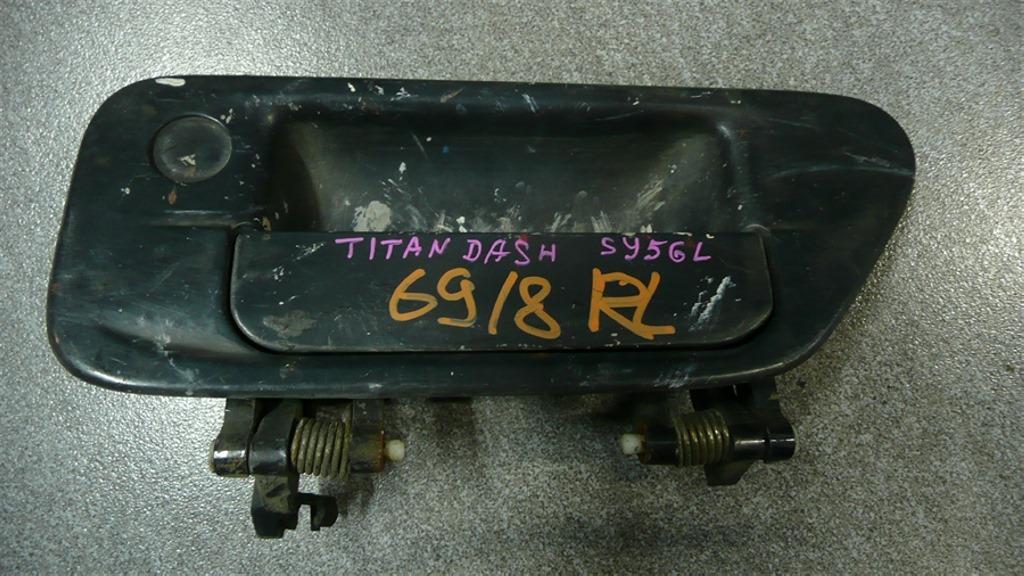 TITAN DASH SY56L
69/8 RL